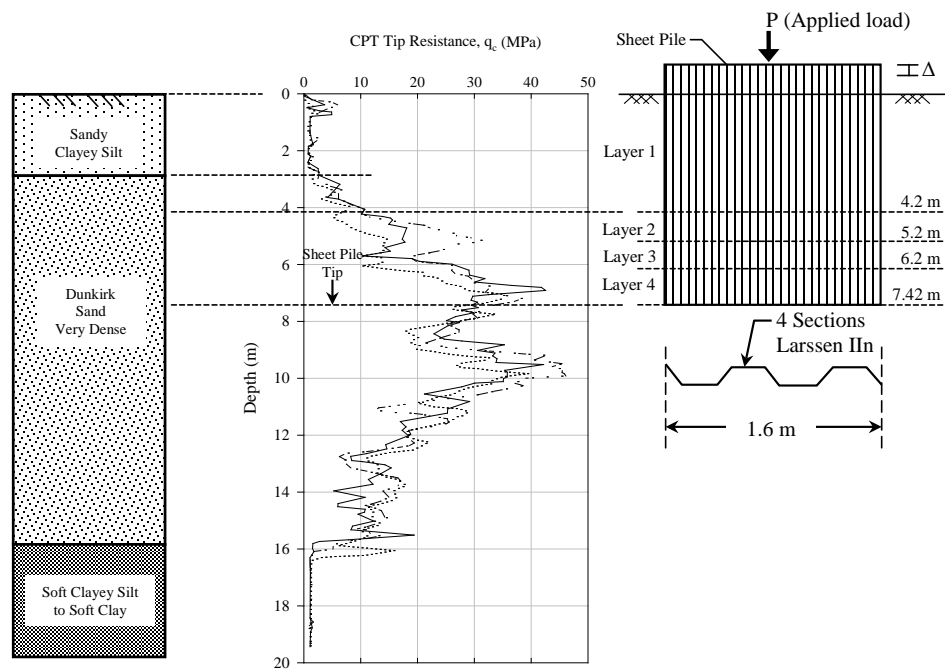 P (Applied load)
CPT Tip Resistance, qc (MPa)
Sheet Pile
Δ
0 10 20 30 40 50
0
2
4
6
8
10
12
14
16
18
20
Depth (m)
Sandy
Clayey Silt
Dunkirk
Sand
Very Dense
Soft Clayey Silt
to Soft Clay
Sheet Pile
Tip
Layer 1
Layer 2
Layer 3
Layer 4
4.2 m
5.2 m
6.2 m
7.42 m
4 Sections
Larssen IIn
1.6 m